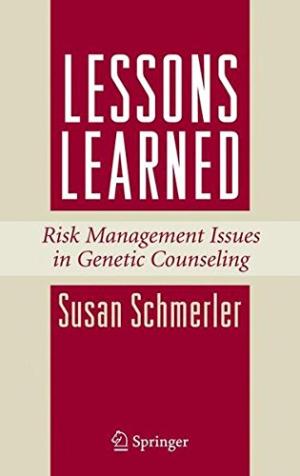 LESSONS
LEARNED
Risk Management Issues
in Genetic Counseling
Susan Schmerler
Springer